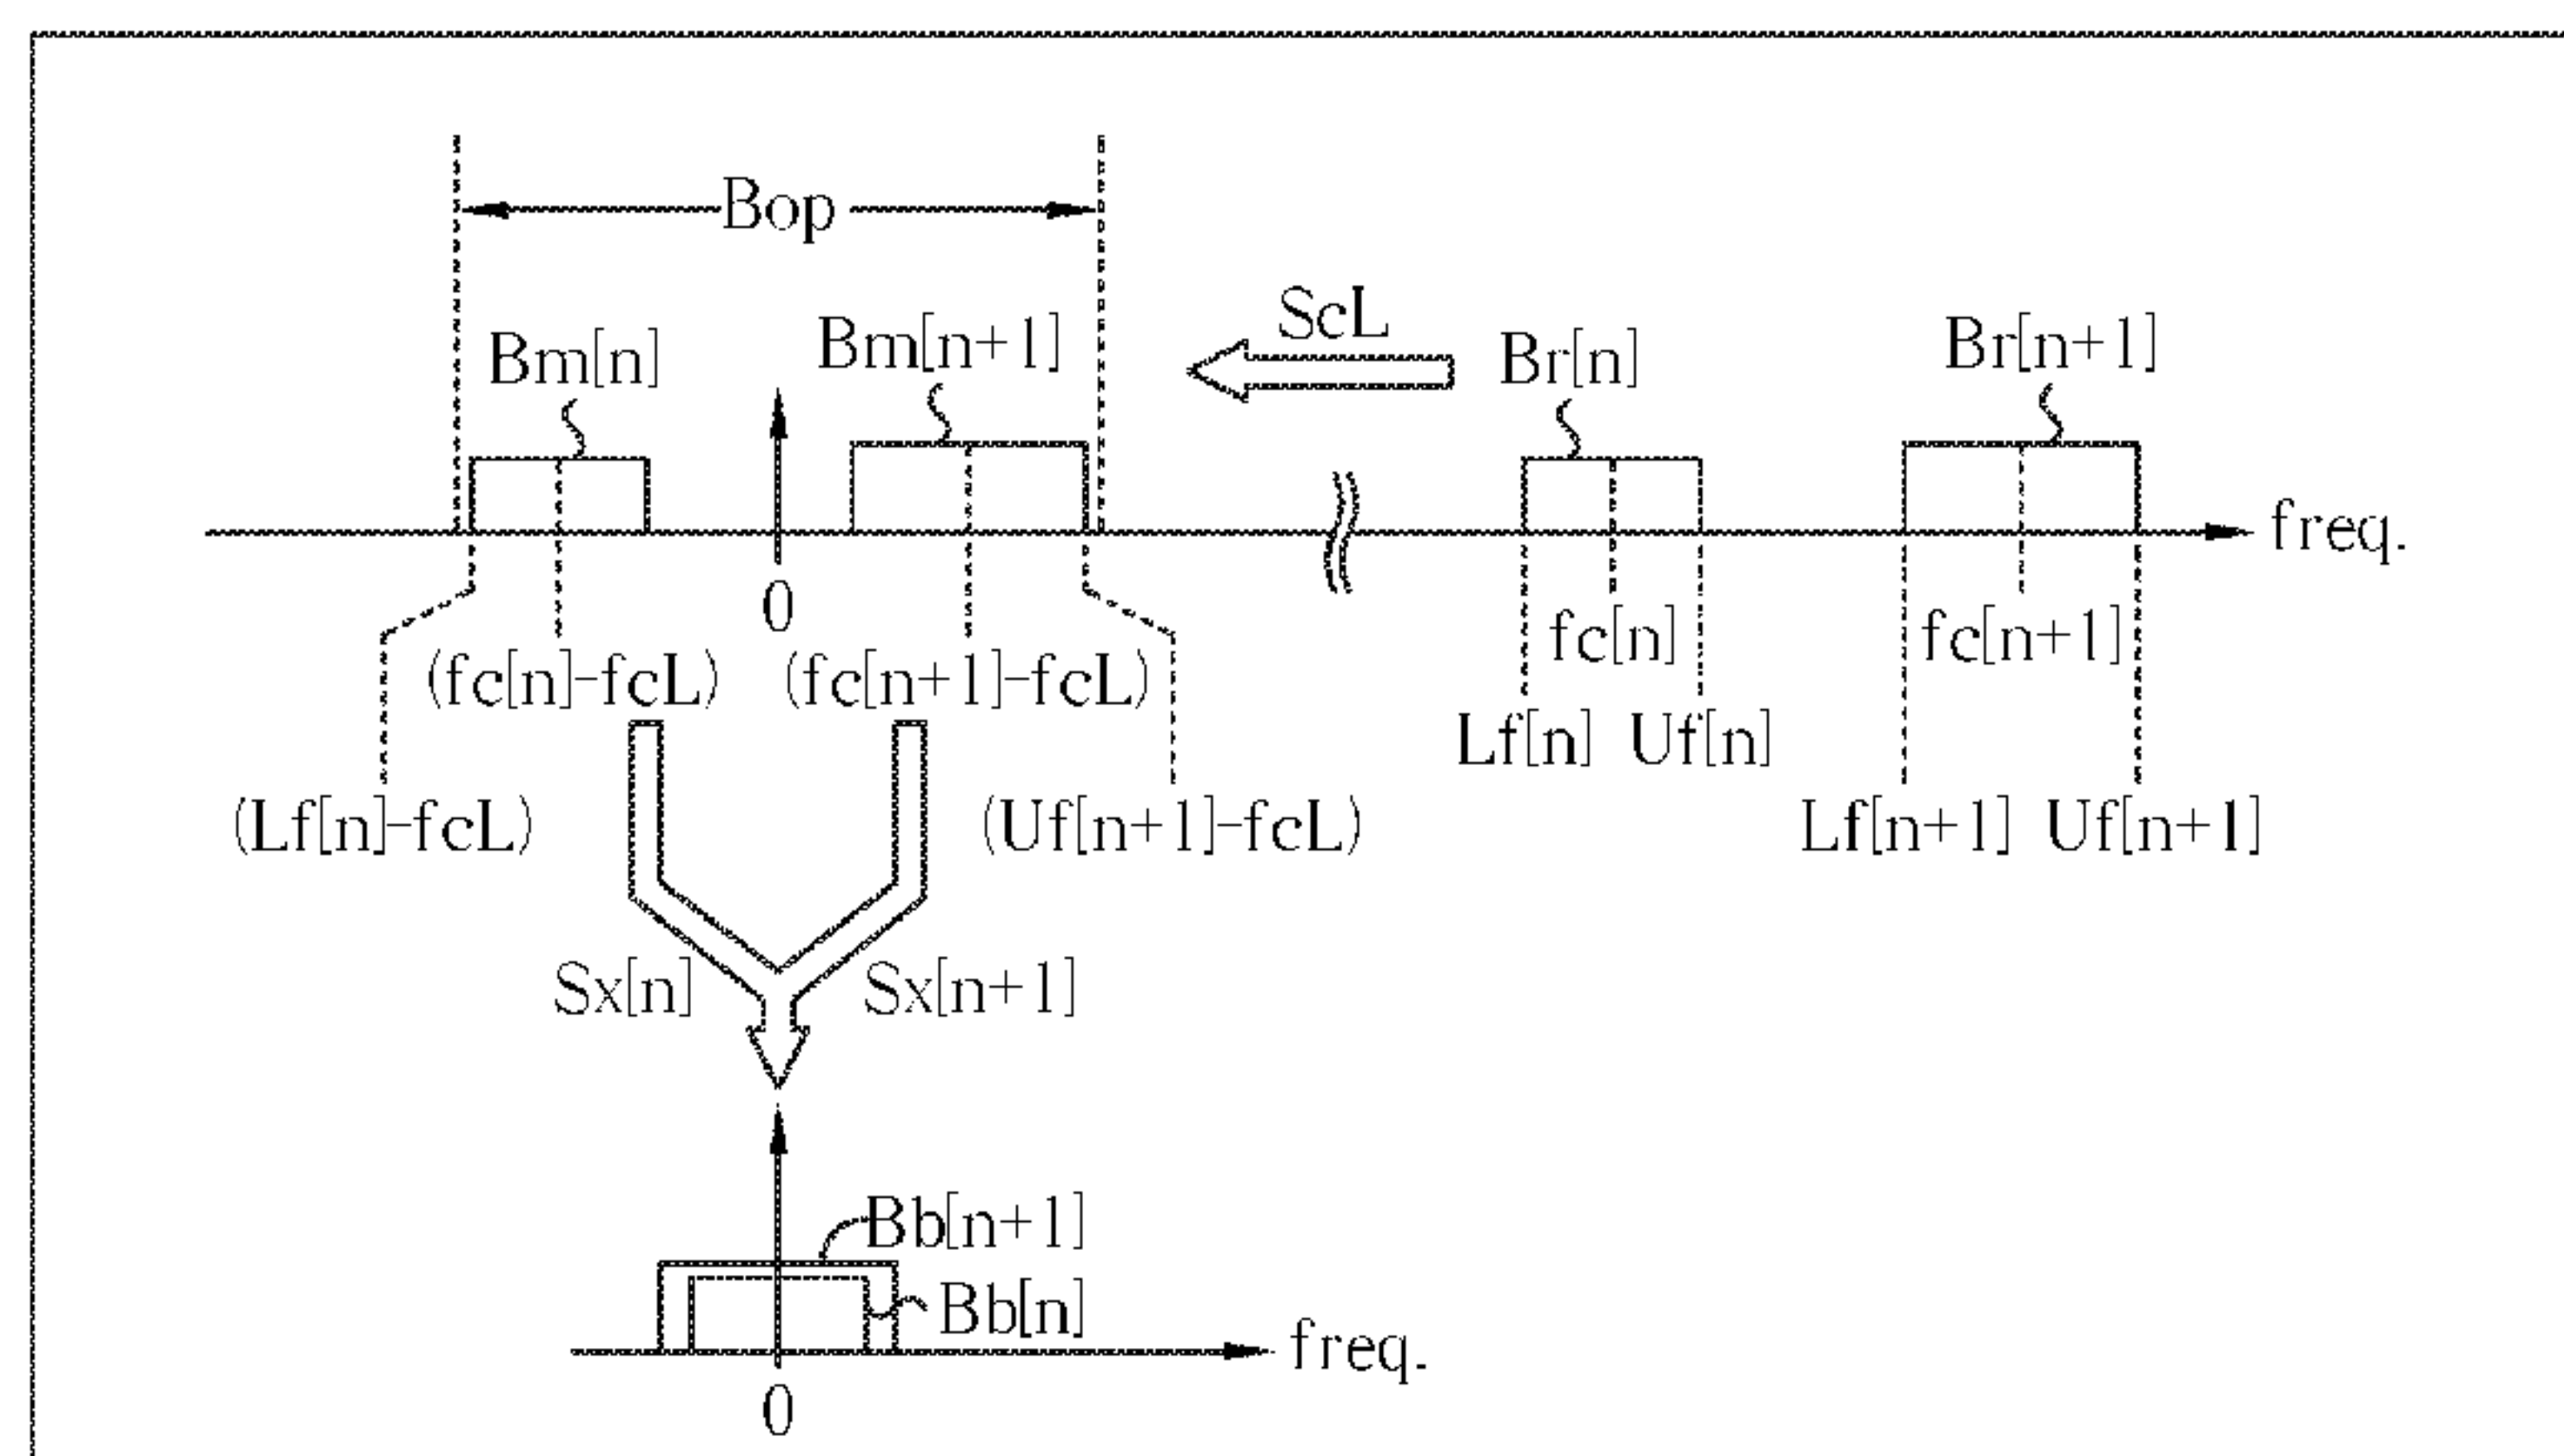 Bop
ScL
Bm[n]
Bm[n+1]
Br[n]
Br[n+1]
freq.
0
fc[n]
fc[n+1]
(fc[n]-fcL)
(fc[n+1]-fcL)
Lf[n]
Uf[n]
(Lf[n]-fcL)
(Uf[n+1]-fcL)
Lf[n+1]
Uf[n+1]
Sx[n]
Sx[n+1]
Bb[n+1]
Bb[n]
freq.
0